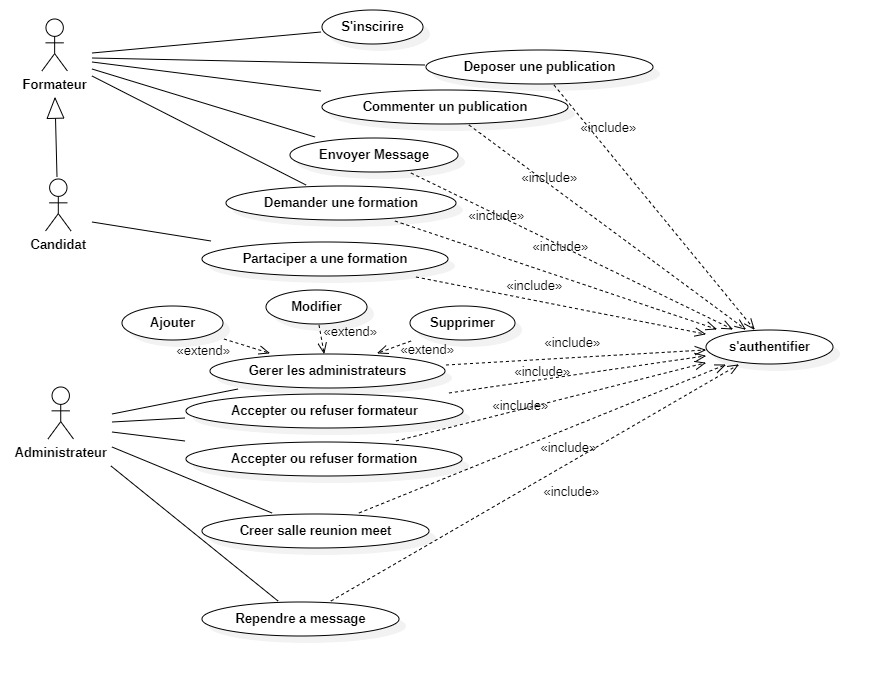 S'inscirire
Formateur
Deposer une publication
Commenter un publication
«include»
Envoyer Message
«include»
Demander une formation
«include»
Candidat
«include»
Partaciper a une formation
«include»
Ajouter
Modifier
Supprimer
«extend»
«extend»
«extend»
«include»
s'authentifier
Gerer les administrateurs
«include»
Accepter ou refuser formateur
«include»
Administrateur
Accepter ou refuser formation
«include»
«include»
Creer salle reunion meet
Rependre a message